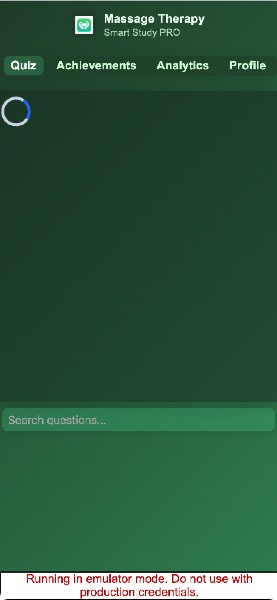 Massage Therapy
Smart Study PRO
Quiz Achievements Analytics Profile
Search questions...
Running in emulator mode. Do not use with
production credentials.